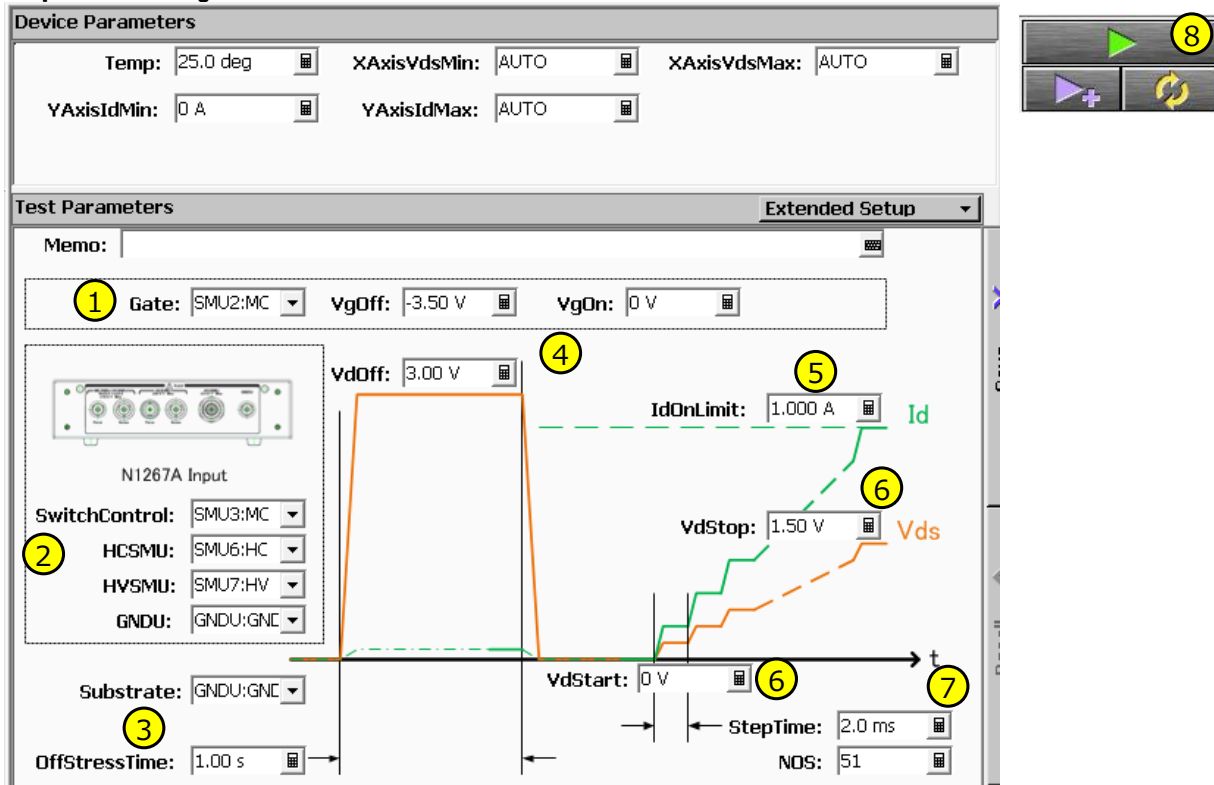 Device Parameters
8
Temp: 25.0 deg XAxisVdsMin: AUTO XAxisVdsMax: AUTO
YAxisIdMin: 0 A YAxisIdMax: AUTO
Test Parameters Extended Setup
Memo:
1 Gate: SMU2:MC VgOff: -3.50 V VgOn: 0 V
VdOff: 3.00 V 4
5
IdOnLimit: 1.000 A Id
N1267A Input
6
SwitchControl: SMU3:MC
VdStop: 1.50 V Vds
2 HCSMU: SMU6:HC
HVSMU: SMU7:HV
GNDU: GNDU:GND
t
Substrate: GNDU:GND VdStart: 0 V 6 7
3 StepTime: 2.0 ms
OffStressTime: 1.00 s NOS: 51